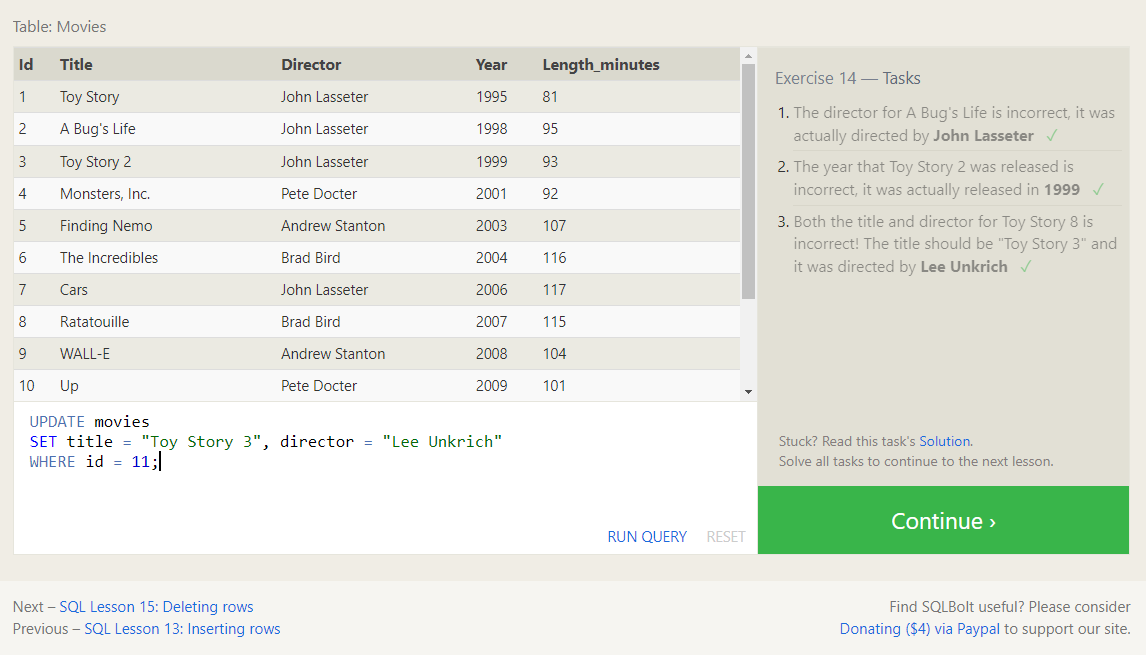 Table: Movies
Id Title Director Year Length_minutes
1 Toy Story John Lasseter 1995 81
2 A Bug's Life John Lasseter 1998 95
3 Toy Story 2 John Lasseter 1999 93
4 Monsters, Inc. Pete Docter 2001 92
5 Finding Nemo Andrew Stanton 2003 107
6 The Incredibles Brad Bird 2004 116
7 Cars John Lasseter 2006 117
8 Ratatouille Brad Bird 2007 115
9 WALL-E Andrew Stanton 2008 104
10 Up Pete Docter 2009 101
UPDATE movies
SET title = "Toy Story 3", director = "Lee Unkrich"
WHERE id = 11;
RUN QUERY RESET
Exercise 14 — Tasks
1. The director for A Bug's Life is incorrect, it was
actually directed by John Lasseter ✓
2. The year that Toy Story 2 was released is
incorrect, it was actually released in 1999 ✓
3. Both the title and director for Toy Story 8 is
incorrect! The title should be "Toy Story 3" and
it was directed by Lee Unkrich ✓
Stuck? Read this task's Solution.
Solve all tasks to continue to the next lesson.
Continue ›
Next – SQL Lesson 15: Deleting rows
Previous – SQL Lesson 13: Inserting rows
Find SQLBolt useful? Please consider
Donating ($4) via Paypal to support our site.